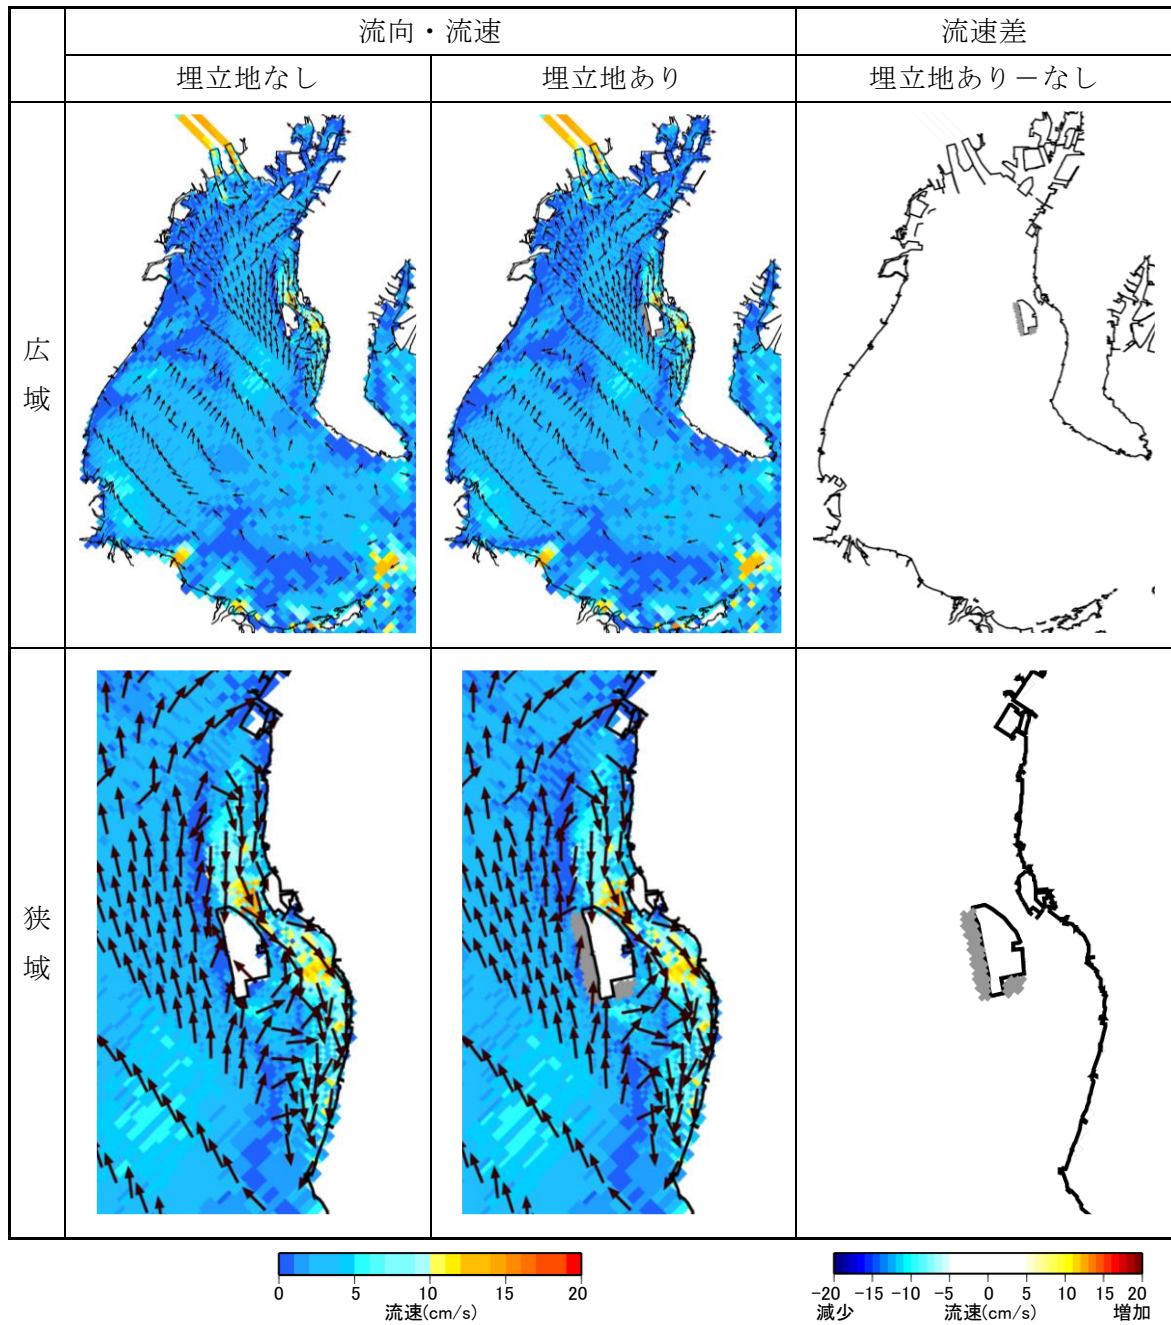 流向・流速
流速差
埋立地なし
埋立地あり
埋立地あり－なし
広域
狭域
0 5 10 15 20
流速(cm/s)
-20 -15 -10 -5 0 5 10 15 20
減少 流速(cm/s) 増加